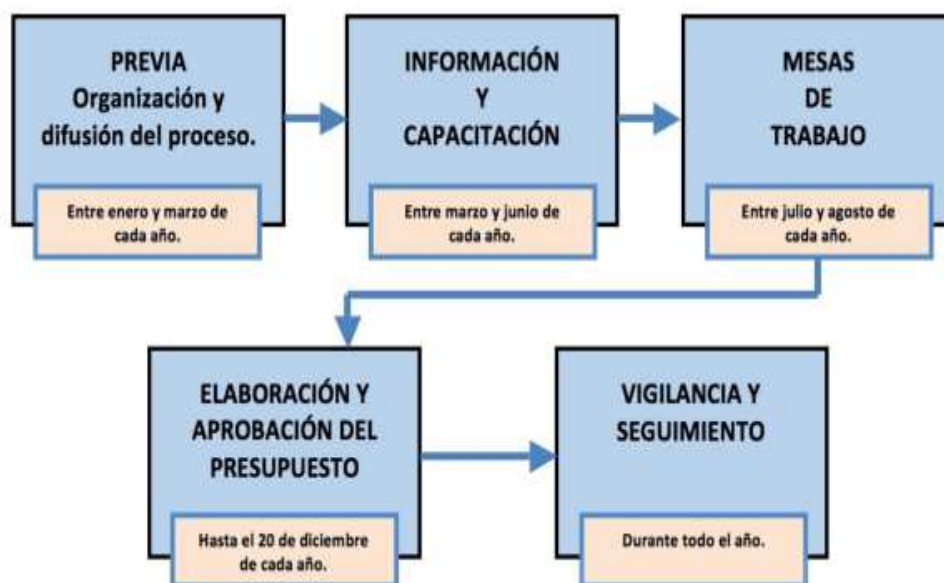 PREVIA
Organización y
difusión del proceso.
Entre enero y marzo de
cada año.
INFORMACIÓN
Y
CAPACITACIÓN
Entre marzo y junio de
cada año.
MESAS
DE
TRABAJO
Entre julio y agosto de
cada año.
ELABORACIÓN Y
APROBACIÓN DEL
PRESUPUESTO
Hasta el 20 de diciembre
de cada año.
VIGILANCIA Y
SEGUIMIENTO
Durante todo el año.